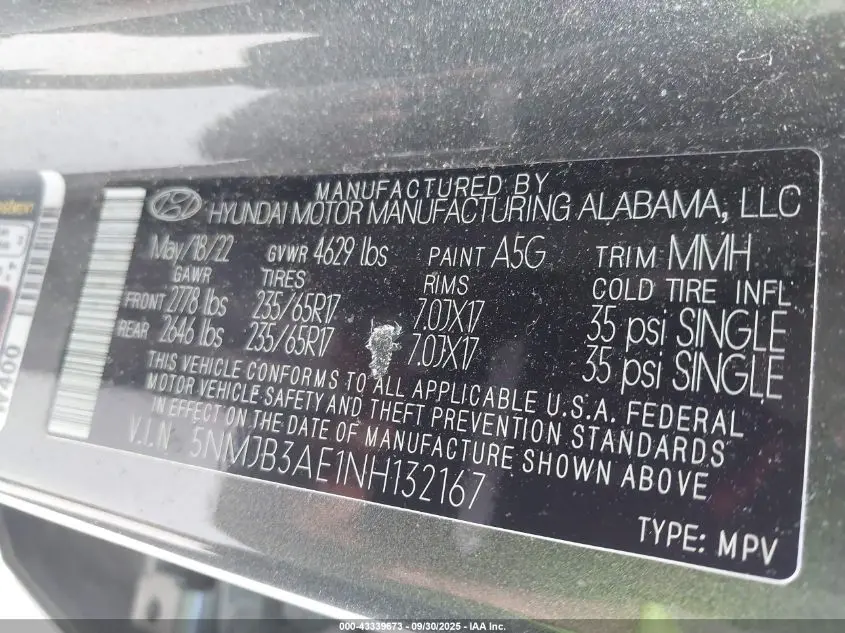 MANUFACTURED BY
HYUNDAI MOTOR MANUFACTURING ALABAMA, LLC
May/18/22 GVWR 4629 lbs PAINT A5G TRIM MMH
GAWR TIRES RIMS COLD TIRE INFL
FRONT 2778 lbs 235/65R17 7.0JX17 35 psi SINGLE
REAR 2646 lbs 235/65R17 7.0JX17 35 psi SINGLE
THIS VEHICLE CONFORMS TO ALL APPLICABLE U.S.A. FEDERAL
MOTOR VEHICLE SAFETY AND THEFT PREVENTION STANDARDS
IN EFFECT ON THE DATE OF MANUFACTURE SHOWN ABOVE
V.I.N 5NMJB3AE1NH132167
TYPE: MPV
000-43339673 – 09/30/2025 – IAA Inc.